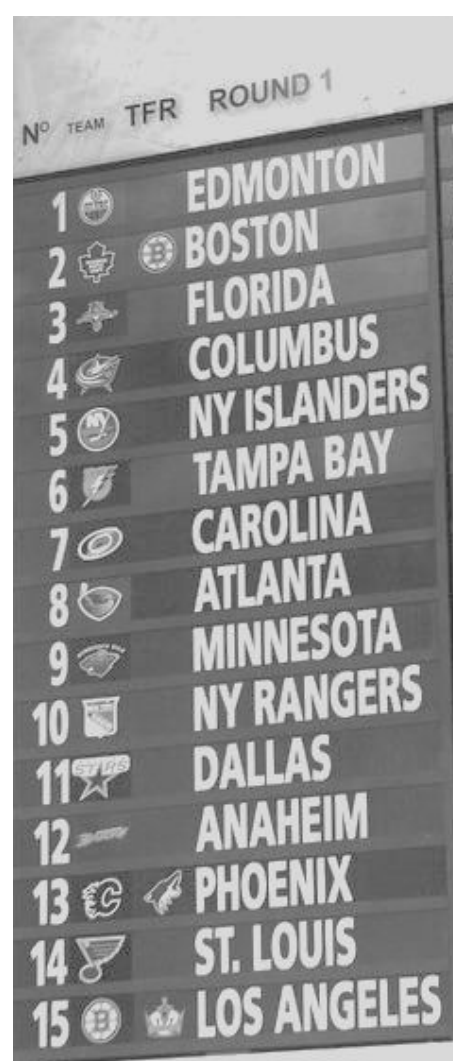 Nº TEAM TFR ROUND 1
1 EDMONTON
2 BOSTON
3 FLORIDA
4 COLUMBUS
5 NY ISLANDERS
6 TAMPA BAY
7 CAROLINA
8 ATLANTA
9 MINNESOTA
10 NY RANGERS
11 STARS DALLAS
12 ANAHEIM
13 PHOENIX
14 ST. LOUIS
15 LOS ANGELES